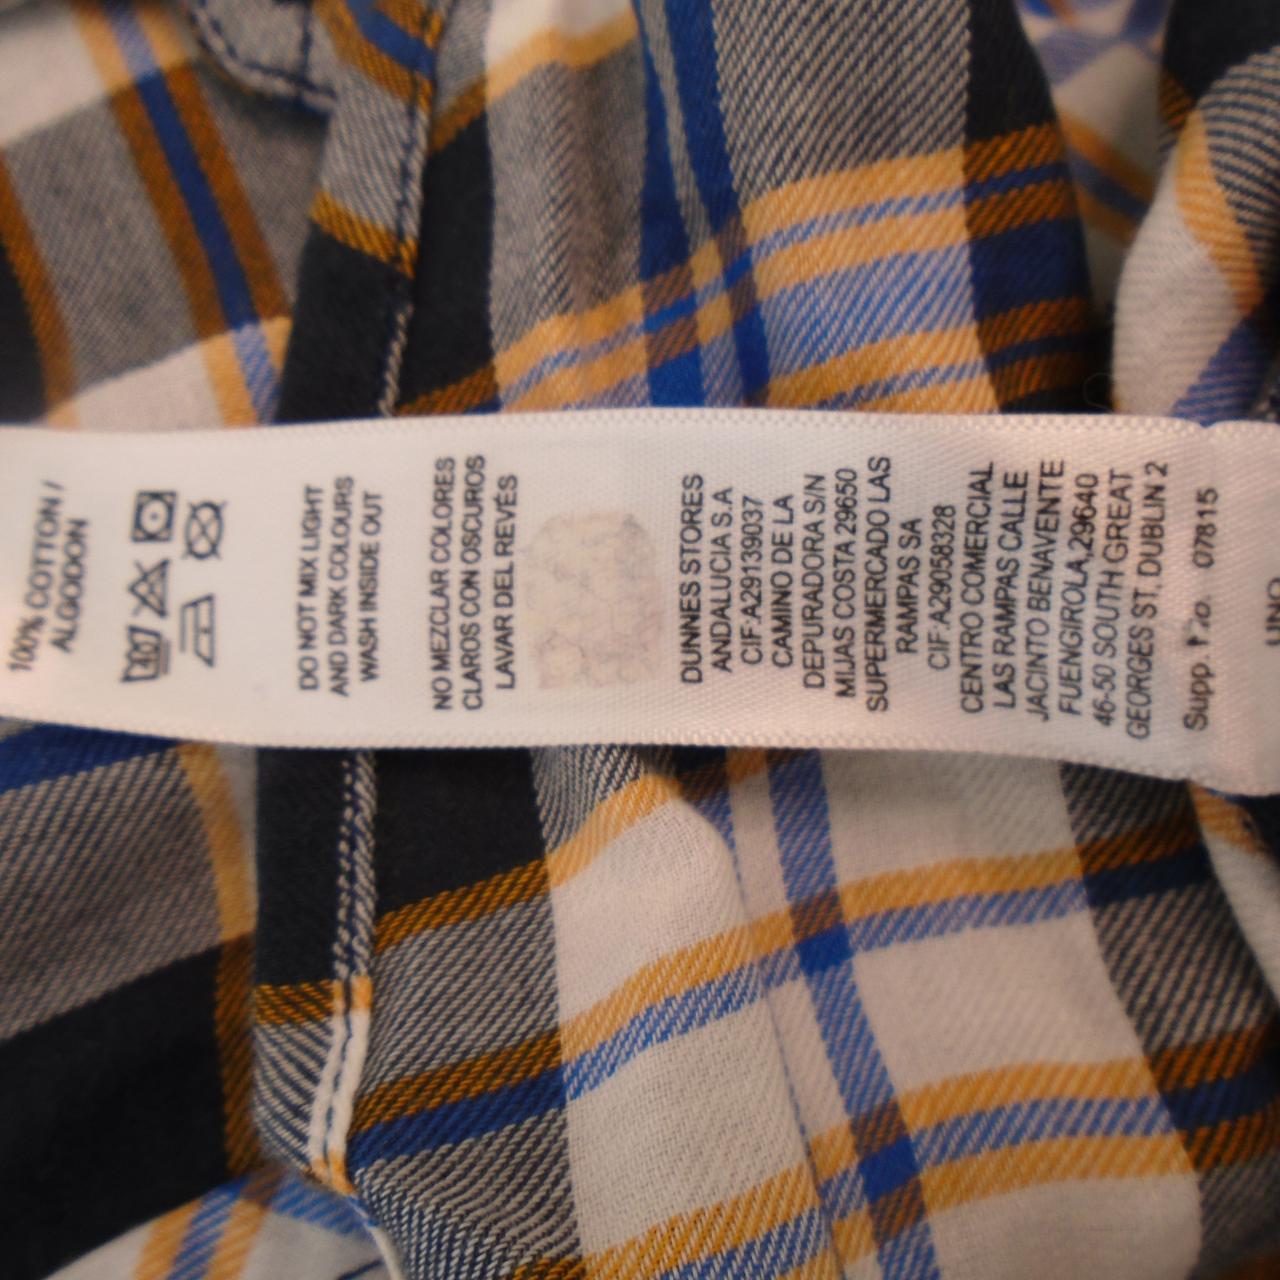 100% COTTON /
ALGODON
DO NOT MIX LIGHT
AND DARK COLOURS
WASH INSIDE OUT
NO MEZCLAR COLORES
CLAROS CON OSCUROS
LAVAR DEL REVÉS
DUNNES STORES
ANDALUCIA S.A
CIF:A29139037
CAMINO DE LA
DEPURADORA S/N
MIJAS COSTA 29650
SUPERMERCADO LAS
RAMPAS SA
CIF:A29058328
CENTRO COMERCIAL
LAS RAMPAS CALLE
JACINTO BENAVENTE
FUENGIROLA,29640
46-50 SOUTH GREAT
GEORGES ST, DUBLIN 2
Supp. No. 07815